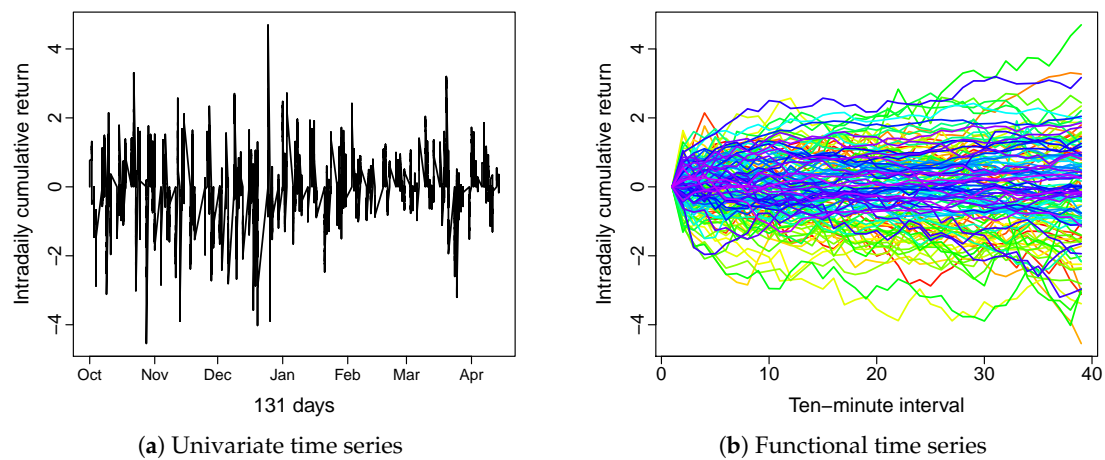 Intradaily cumulative return
4
2
0
−2
−4
Oct Nov Dec Jan Feb Mar Apr
131 days
(a) Univariate time series
Intradaily cumulative return
4
2
0
−2
−4
0 10 20 30 40
Ten−minute interval
(b) Functional time series